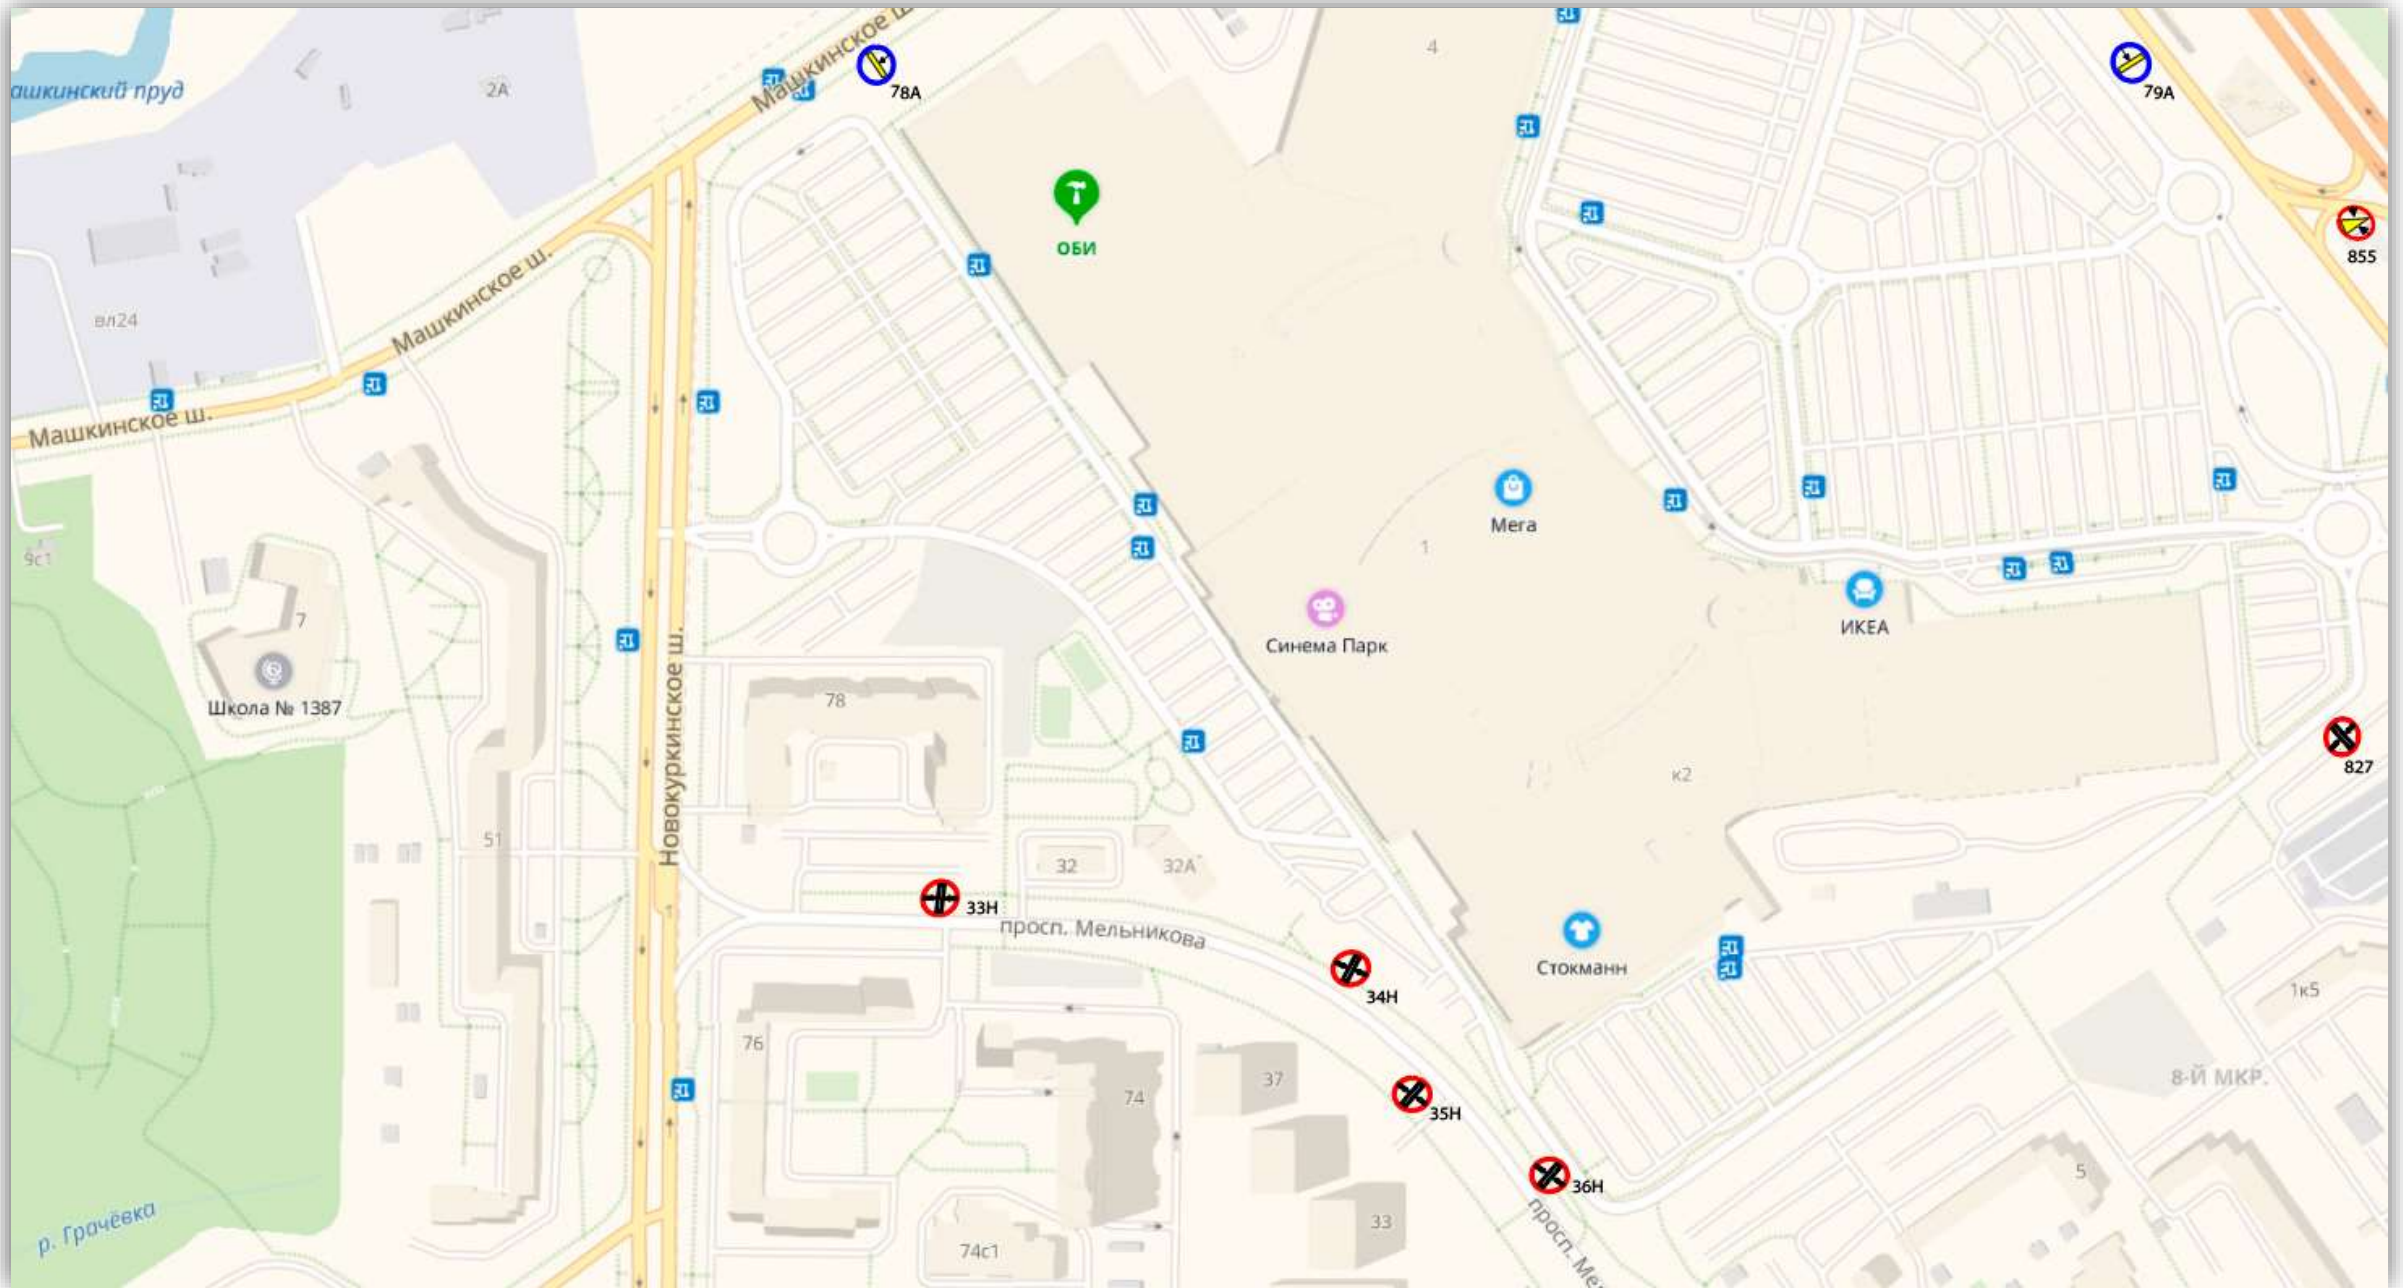 Машкинское ш.
4
78А
79А
ашкинский пруд
2А
ОБИ
855
вл24
Машкинское ш.
Машкинское ш.
Мега
1
9с1
7
Синема Парк
ИКЕА
Школа № 1387
Новокуркинское ш.
78
к2
827
51
32
32А
33Н
просп. Мельникова
34Н
Стокманн
1к5
76
37
74
35Н
8-Й МКР.
36Н
5
р. Грачёвка
33
74с1
просп. Ме